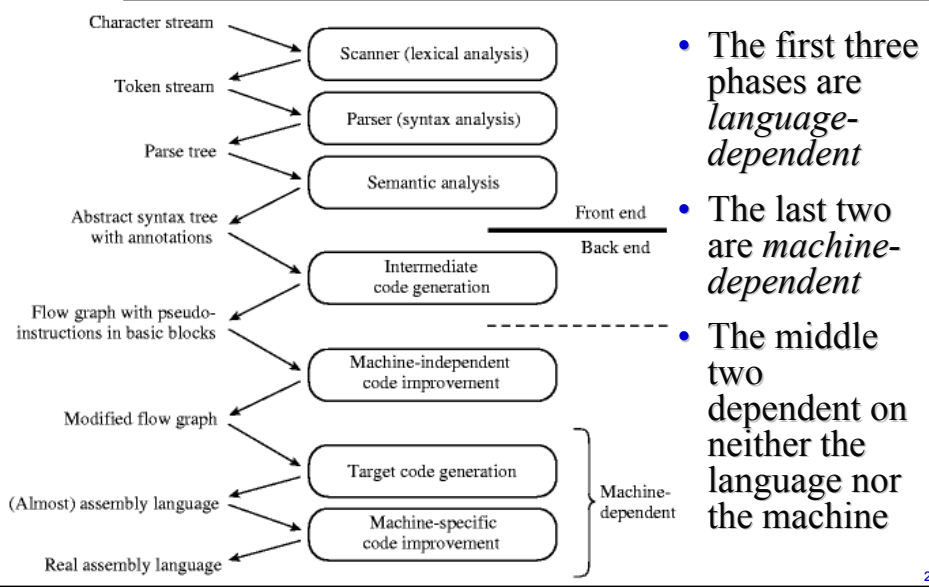 Character stream
Scanner (lexical analysis)
Token stream
Parser (syntax analysis)
Parse tree
Semantic analysis
Abstract syntax tree
with annotations
Front end
Back end
Intermediate
code generation
Flow graph with pseudo-
instructions in basic blocks
Machine-independent
code improvement
Modified flow graph
Target code generation
(Almost) assembly language
Machine-
dependent
Machine-specific
code improvement
Real assembly language
• The first three
phases are
language-
dependent
• The last two
are machine-
dependent
• The middle
two
dependent on
neither the
language nor
the machine
2